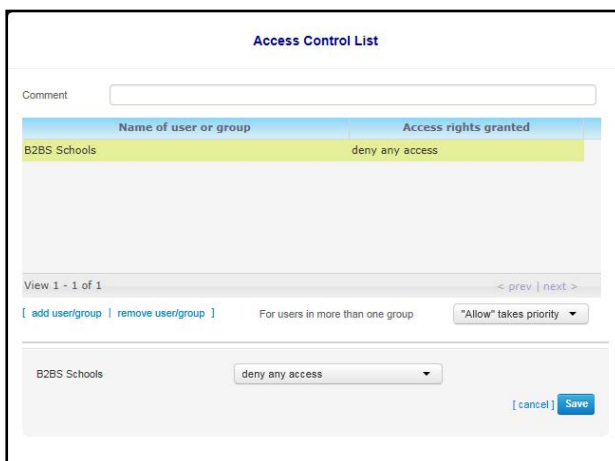 Access Control List
Comment
Name of user or group Access rights granted
B2BS Schools deny any access
View 1 - 1 of 1 < prev | next >
[ add user/group | remove user/group ] For users in more than one group "Allow" takes priority
B2BS Schools deny any access
[ cancel ] Save